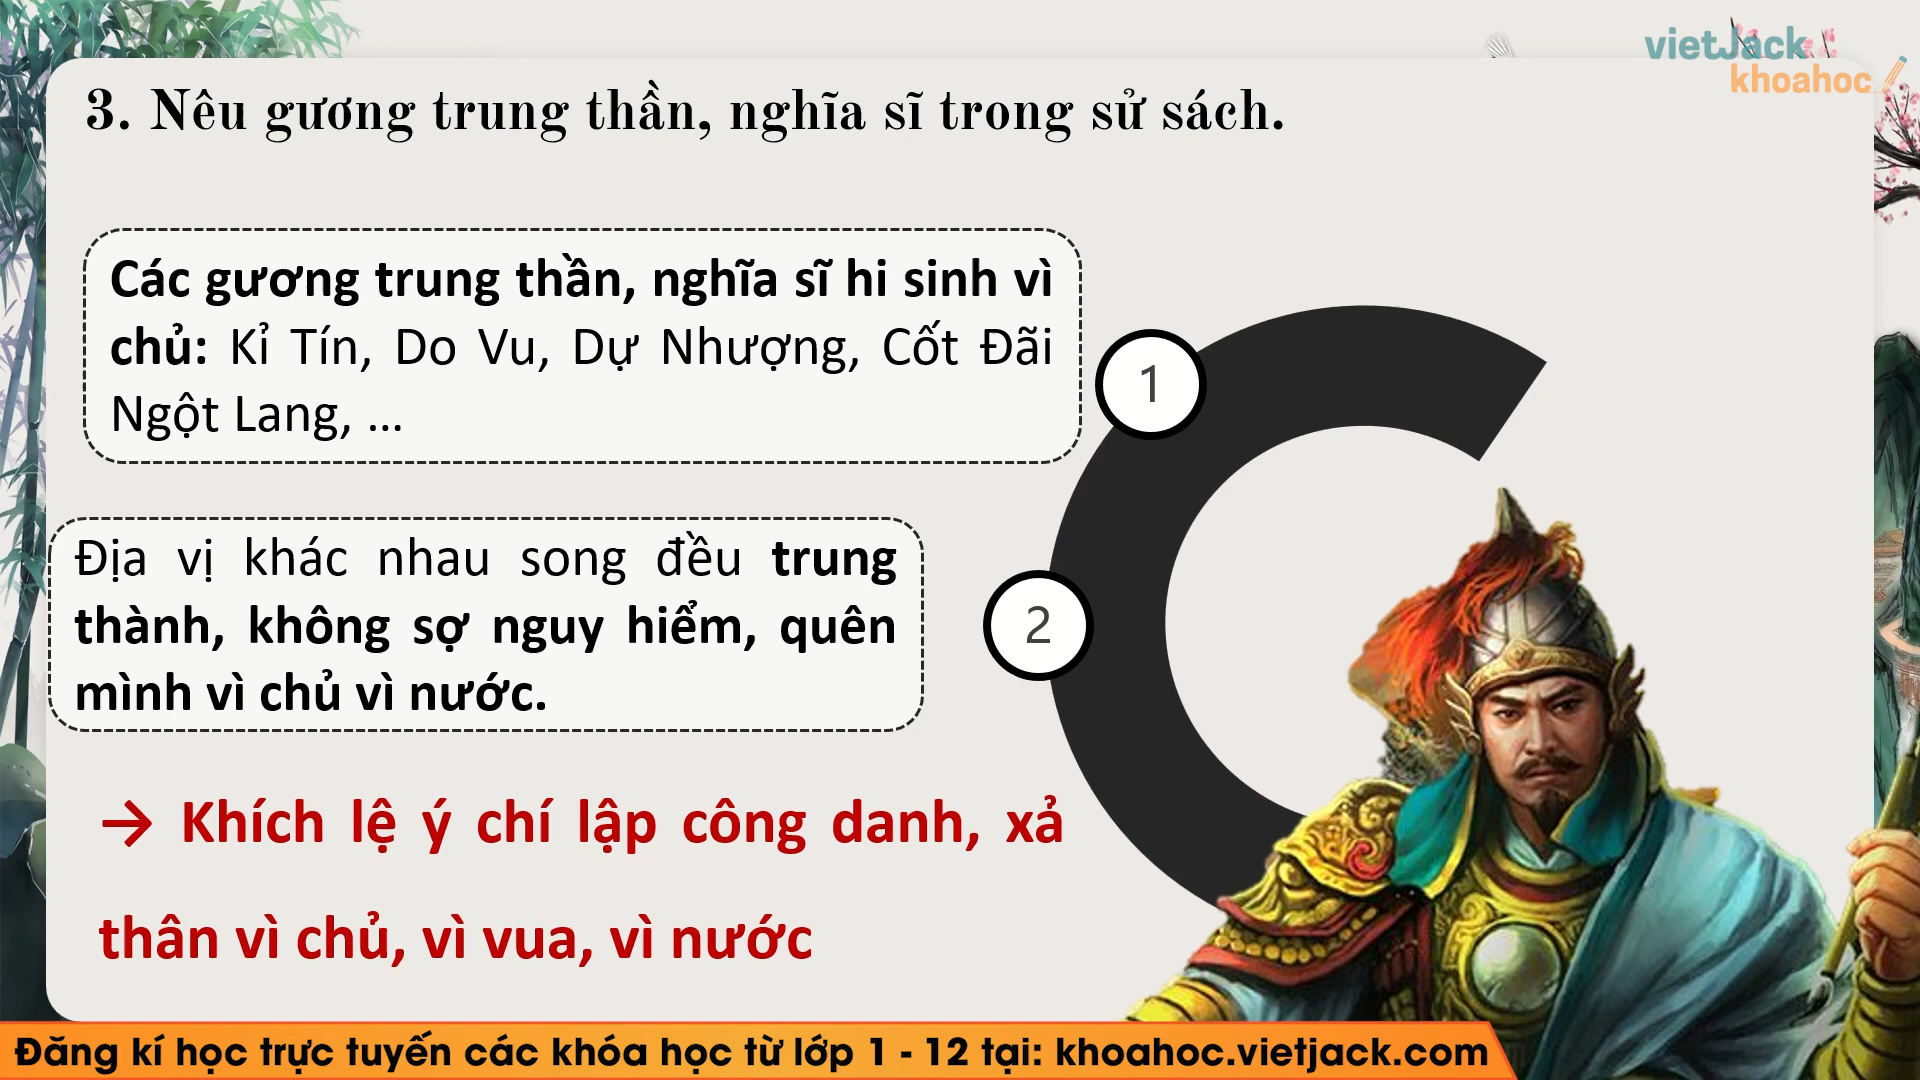 vietJack
khoahoc
3. Nêu gương trung thần, nghĩa sĩ trong sử sách.
Các gương trung thần, nghĩa sĩ hi sinh vì
chủ: Kỉ Tín, Do Vu, Dự Nhượng, Cốt Đãi
Ngột Lang, ...
1
Địa vị khác nhau song đều trung
thành, không sợ nguy hiểm, quên
mình vì chủ vì nước.
2
→ Khích lệ ý chí lập công danh, xả
thân vì chủ, vì vua, vì nước
Đăng kí học trực tuyến các khóa học từ lớp 1 - 12 tại: khoahoc.vietjack.com